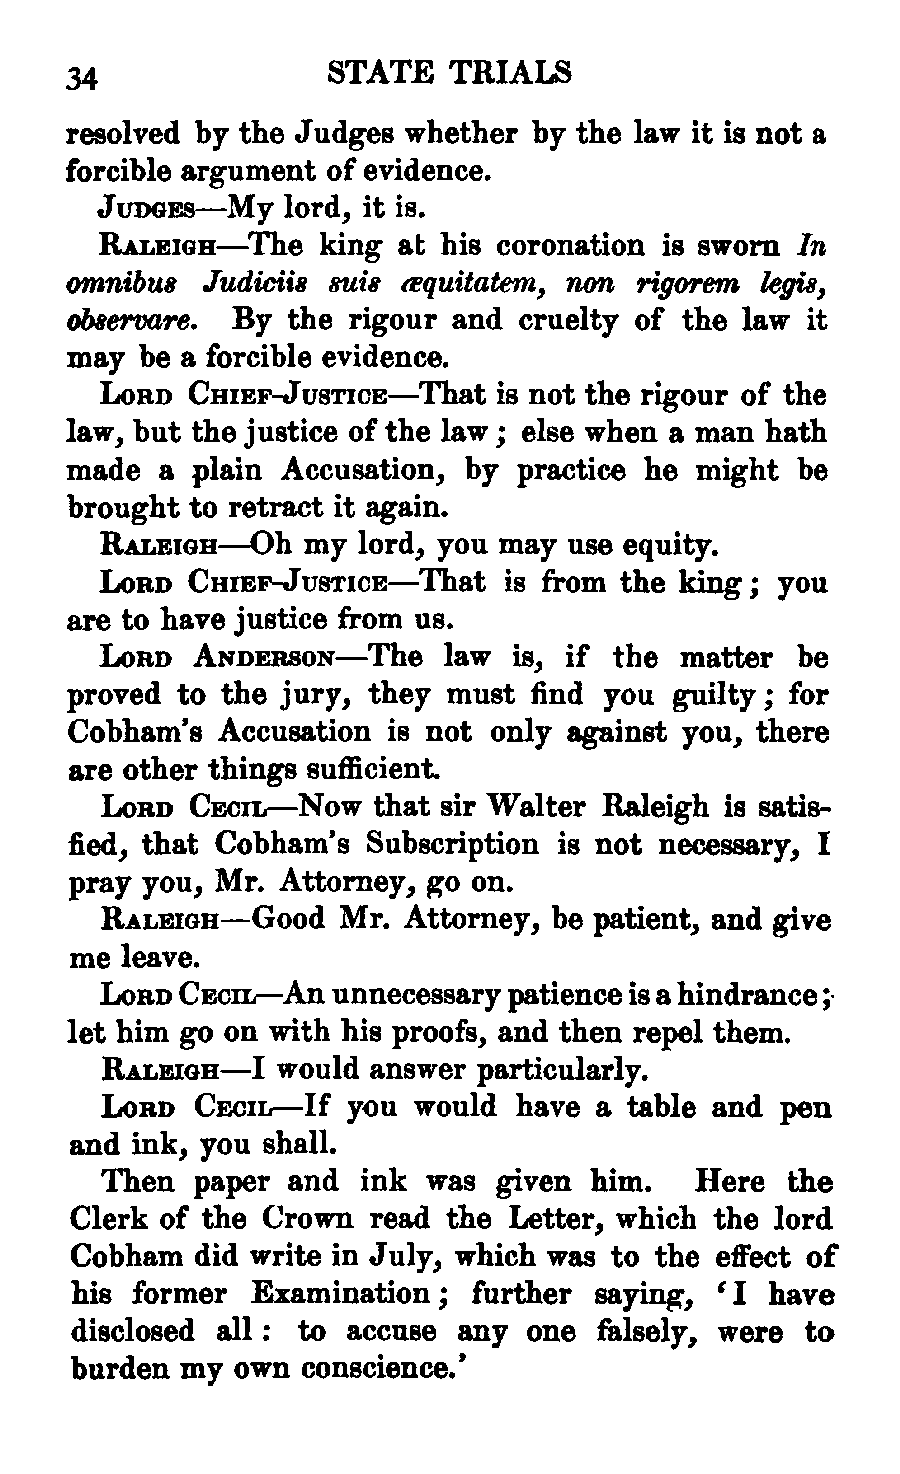 34 STATE TRIALS
resolved by the Judges whether by the law it is not a
forcible argument of evidence.
JUDGES—My lord, it is.
RALEIGH—The king at his coronation is sworn In
omnibus Judiciis suis æquitatem, non rigorem legis,
observare. By the rigour and cruelty of the law it
may be a forcible evidence.
LORD CHIEF-JUSTICE—That is not the rigour of the
law, but the justice of the law; else when a man hath
made a plain Accusation, by practice he might be
brought to retract it again.
RALEIGH—Oh my lord, you may use equity.
LORD CHIEF-JUSTICE—That is from the king; you
are to have justice from us.
LORD ANDERSON—The law is, if the matter be
proved to the jury, they must find you guilty; for
Cobham's Accusation is not only against you, there
are other things sufficient.
LORD CECIL—Now that sir Walter Raleigh is satis-
fied, that Cobham's Subscription is not necessary, I
pray you, Mr. Attorney, go on.
RALEIGH—Good Mr. Attorney, be patient, and give
me leave.
LORD CECIL—An unnecessary patience is a hindrance;
let him go on with his proofs, and then repel them.
RALEIGH—I would answer particularly.
LORD CECIL—If you would have a table and pen
and ink, you shall.
Then paper and ink was given him. Here the
Clerk of the Crown read the Letter, which the lord
Cobham did write in July, which was to the effect of
his former Examination; further saying, 'I have
disclosed all: to accuse any one falsely, were to
burden my own conscience.'